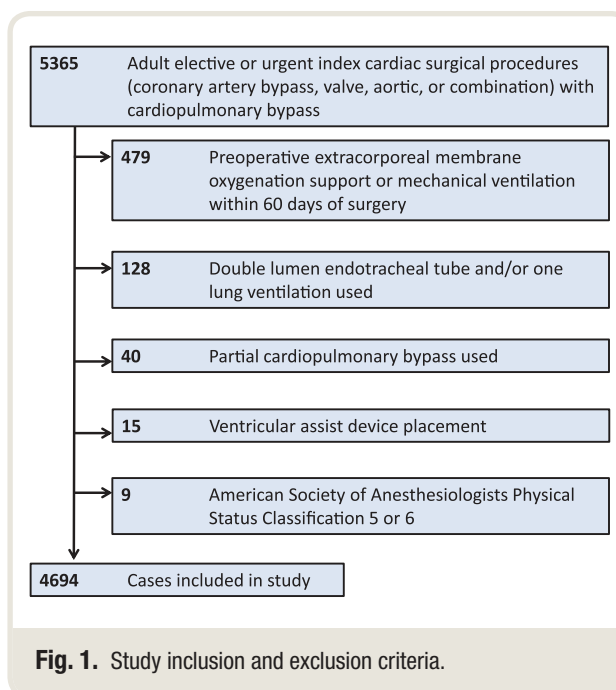 5365 Adult elective or urgent index cardiac surgical procedures
(coronary artery bypass, valve, aortic, or combination) with
cardiopulmonary bypass
479 Preoperative extracorporeal membrane
oxygenation support or mechanical ventilation
within 60 days of surgery
128 Double lumen endotracheal tube and/or one
lung ventilation used
40 Partial cardiopulmonary bypass used
15 Ventricular assist device placement
9 American Society of Anesthesiologists Physical
Status Classification 5 or 6
4694 Cases included in study
Fig. 1. Study inclusion and exclusion criteria.